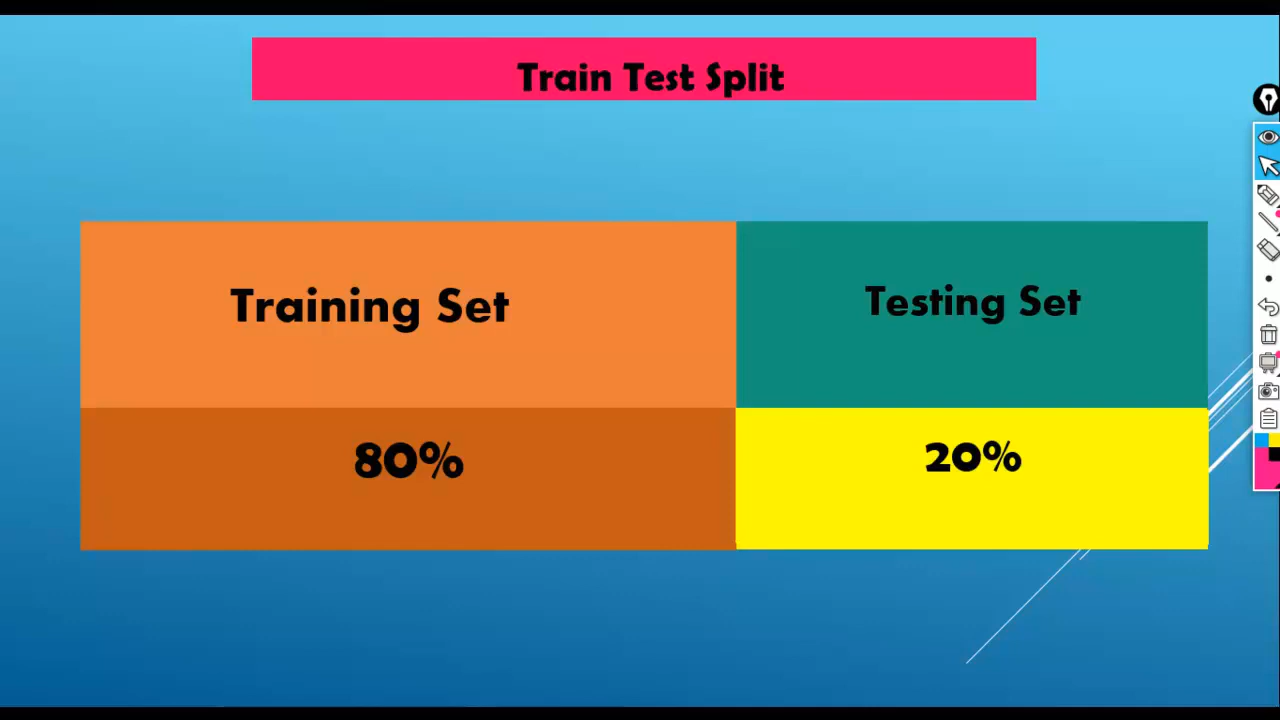 Train Test Split
Training Set
Testing Set
80%
20%